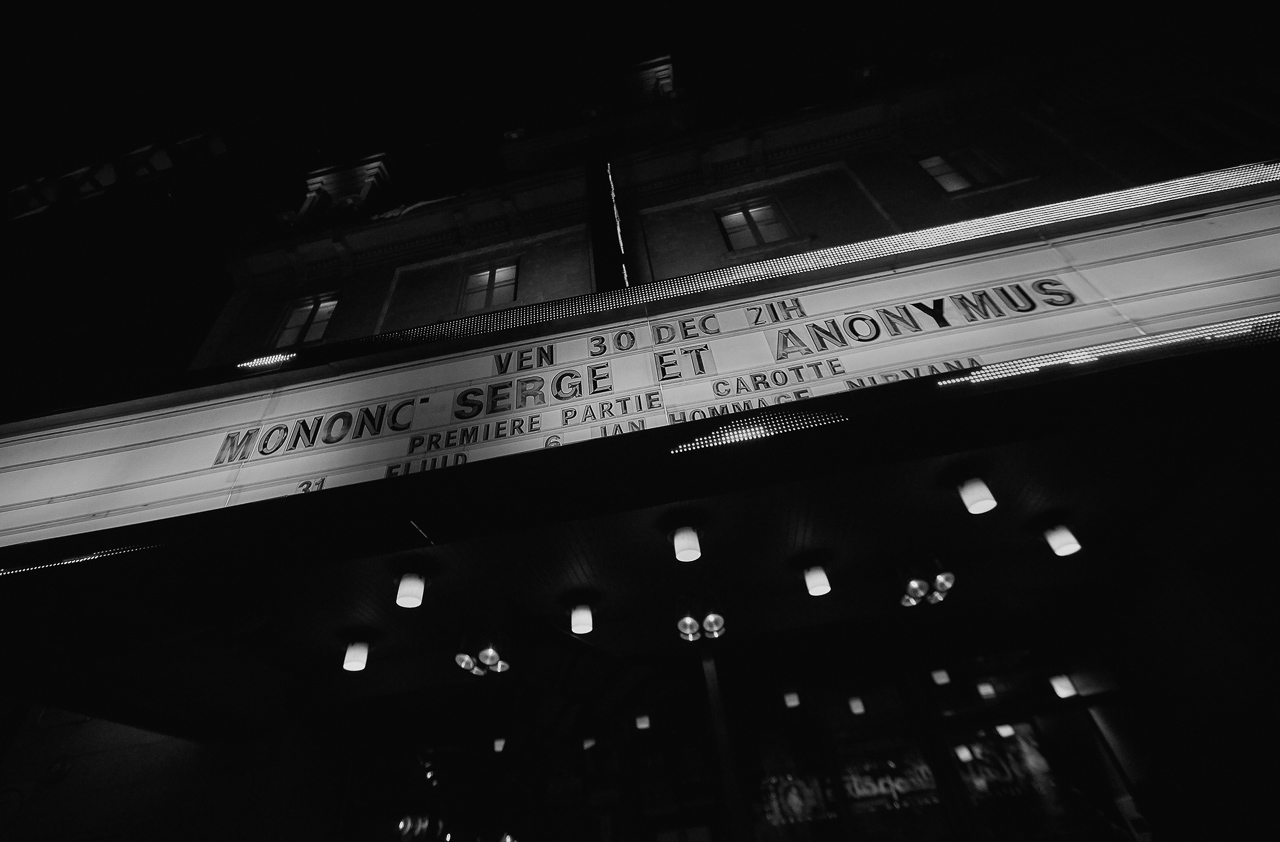 VEN 30 DEC 21H
MONONC' SERGE ET ANONYMUS
PREMIERE PARTIE CAROTTE
31 FLUID 6 JAN HOMMAGE NIRVANA